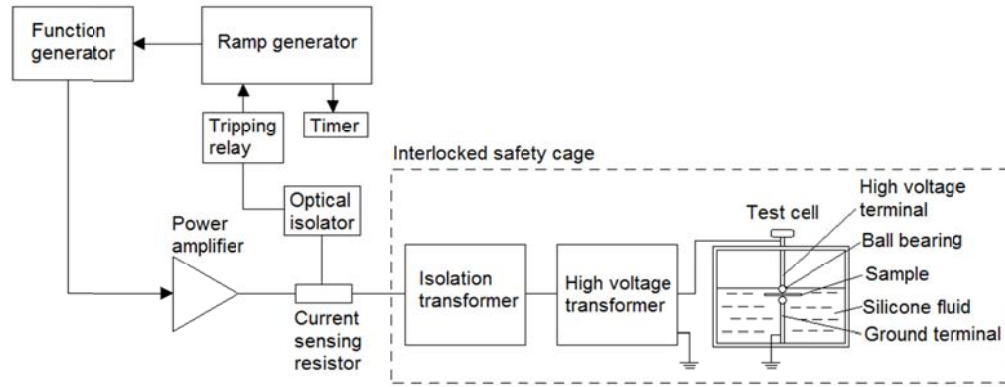 Function
generator
Ramp generator
Tripping
relay
Timer
Interlocked safety cage
Optical
isolator
Power
amplifier
Current
sensing
resistor
Isolation
transformer
High voltage
transformer
Test cell
High voltage
terminal
Ball bearing
Sample
Silicone fluid
Ground terminal